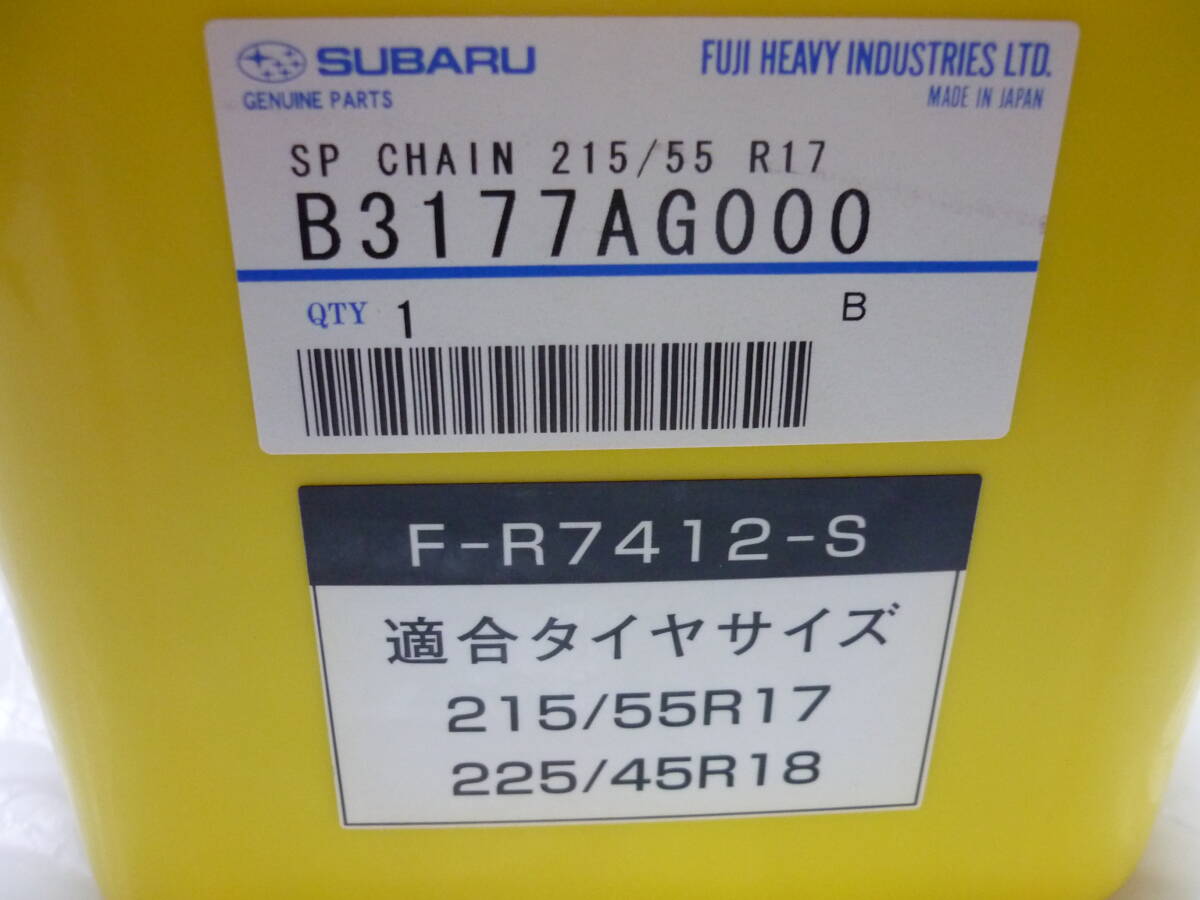 SUBARU
GENUINE PARTS
FUJI HEAVY INDUSTRIES LTD.
MADE IN JAPAN
SP CHAIN 215/55 R17
B3177AG000
QTY 1 B
F-R7412-S
適合タイヤサイズ
215/55R17
225/45R18